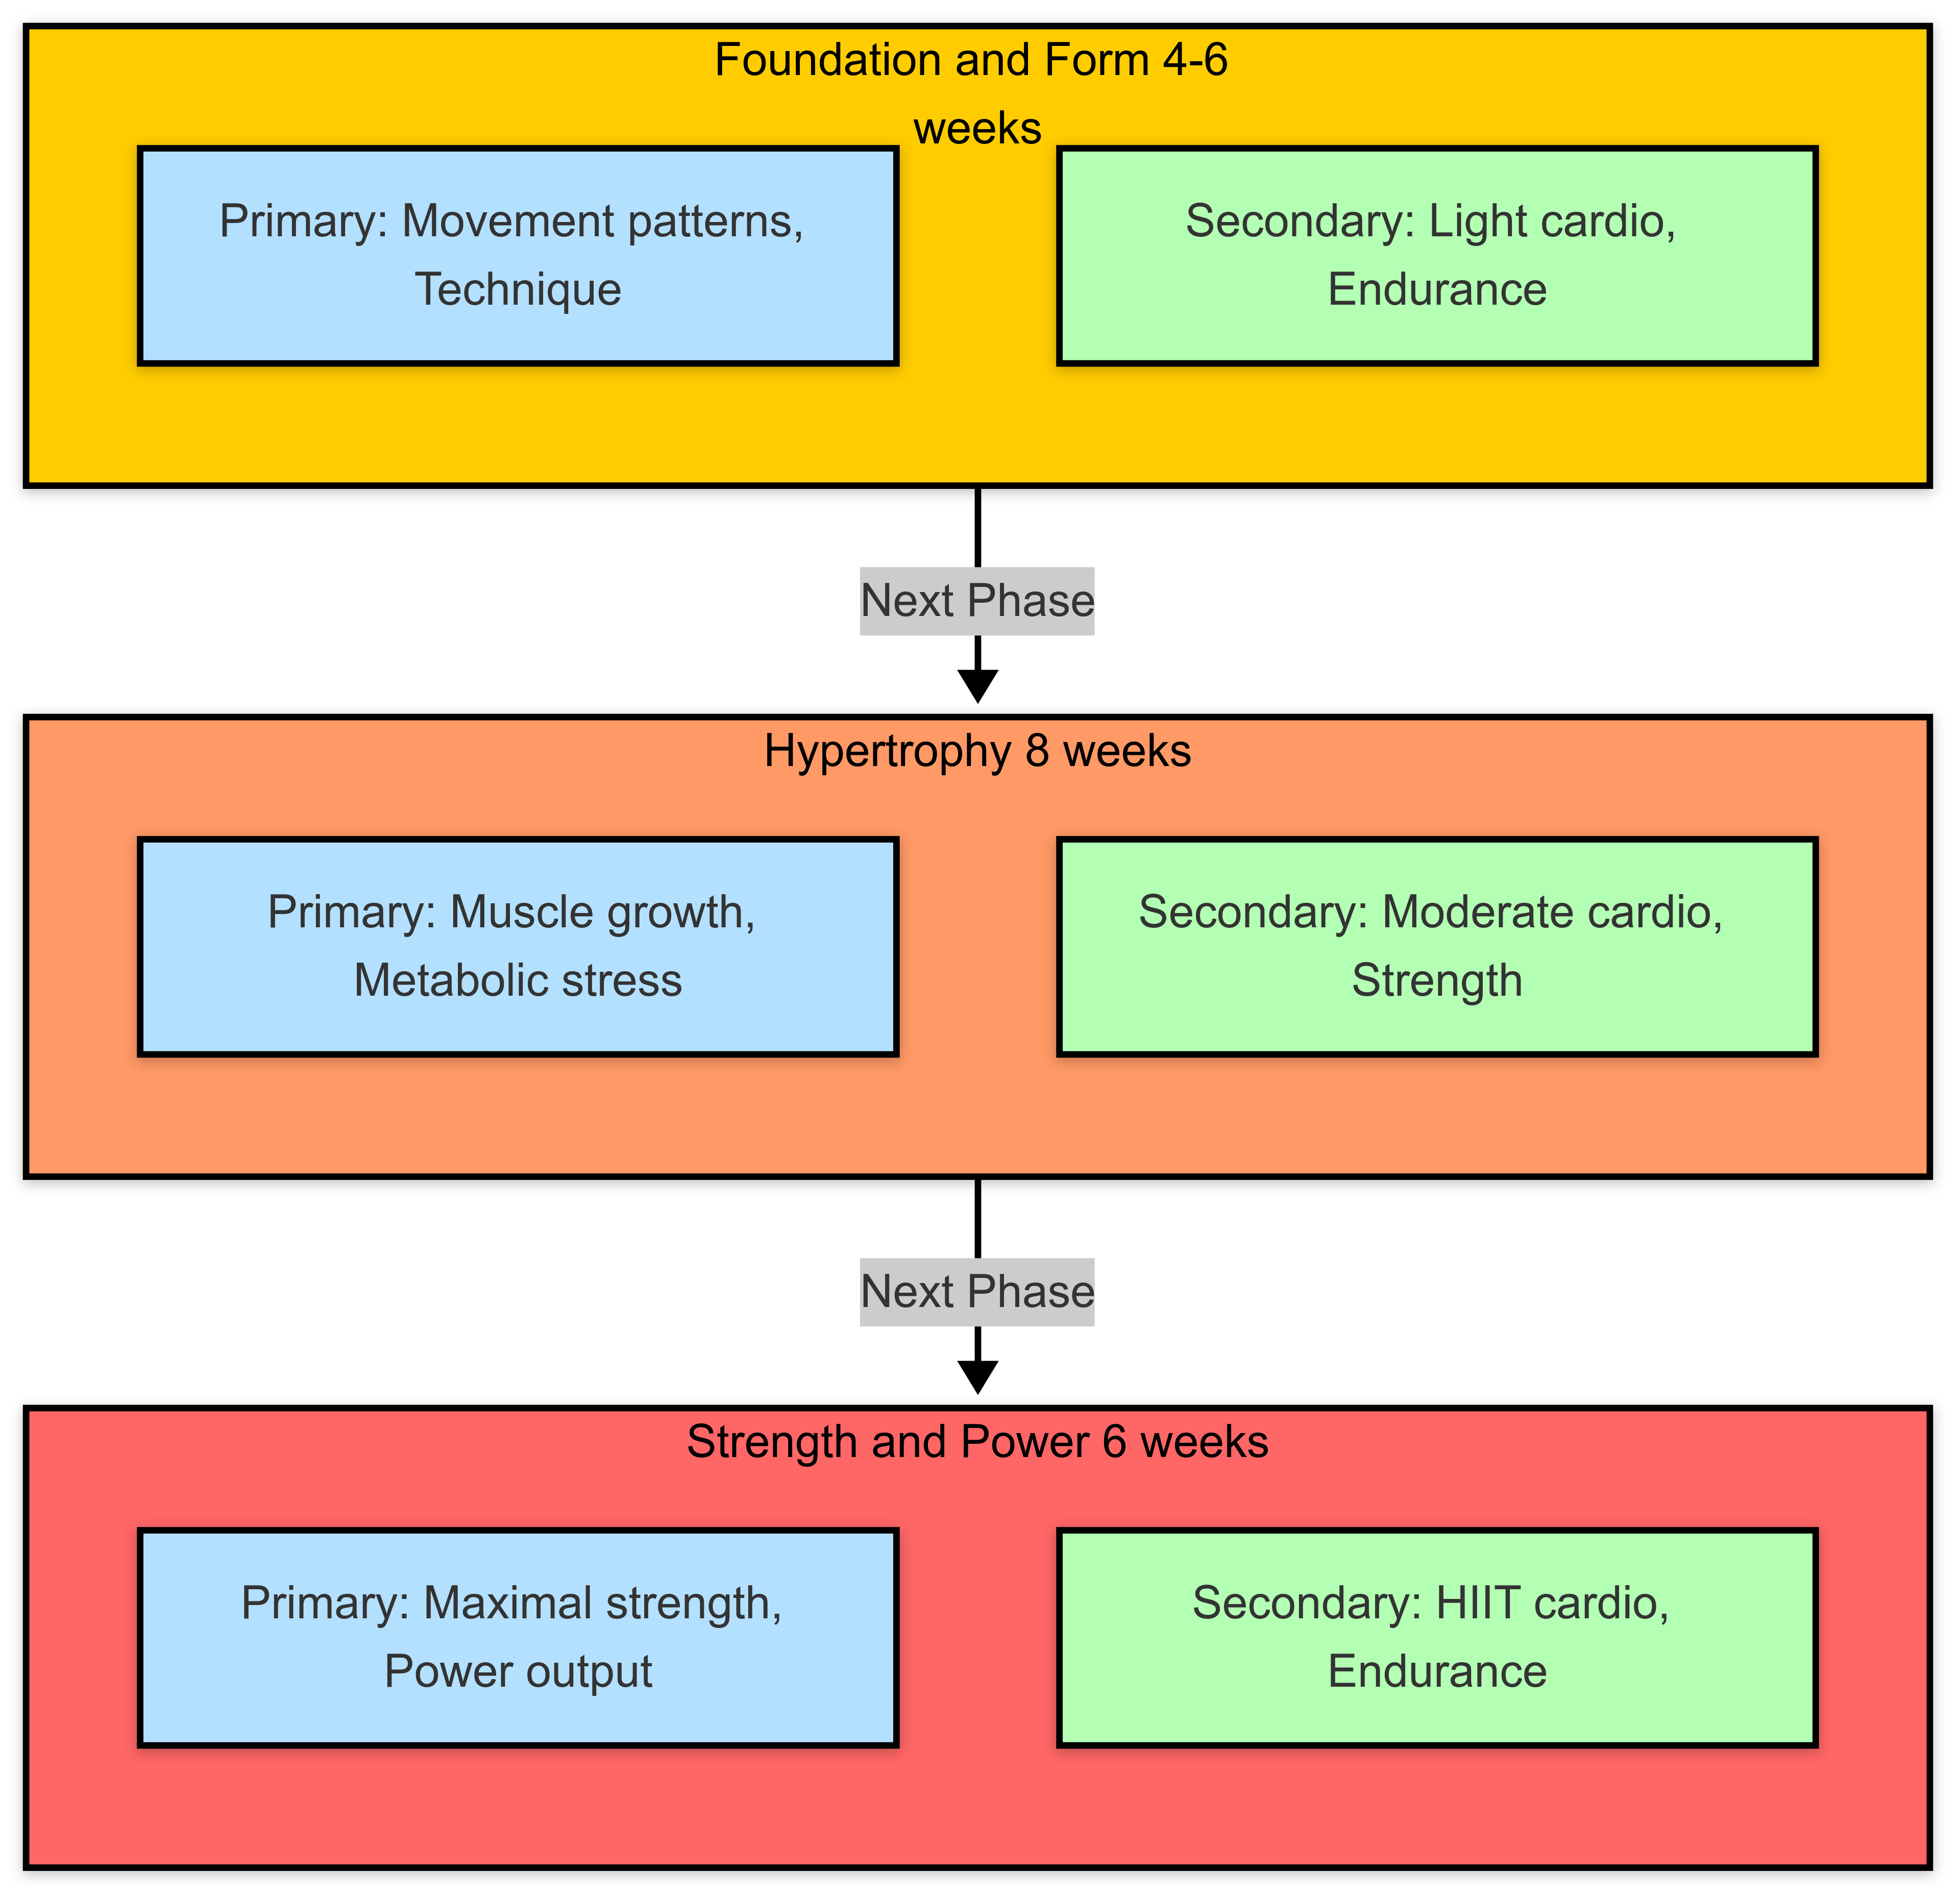 Foundation and Form 4-6
weeks
Primary: Movement patterns,
Technique
Secondary: Light cardio,
Endurance
Next Phase
Hypertrophy 8 weeks
Primary: Muscle growth,
Metabolic stress
Secondary: Moderate cardio,
Strength
Next Phase
Strength and Power 6 weeks
Primary: Maximal strength,
Power output
Secondary: HIIT cardio,
Endurance